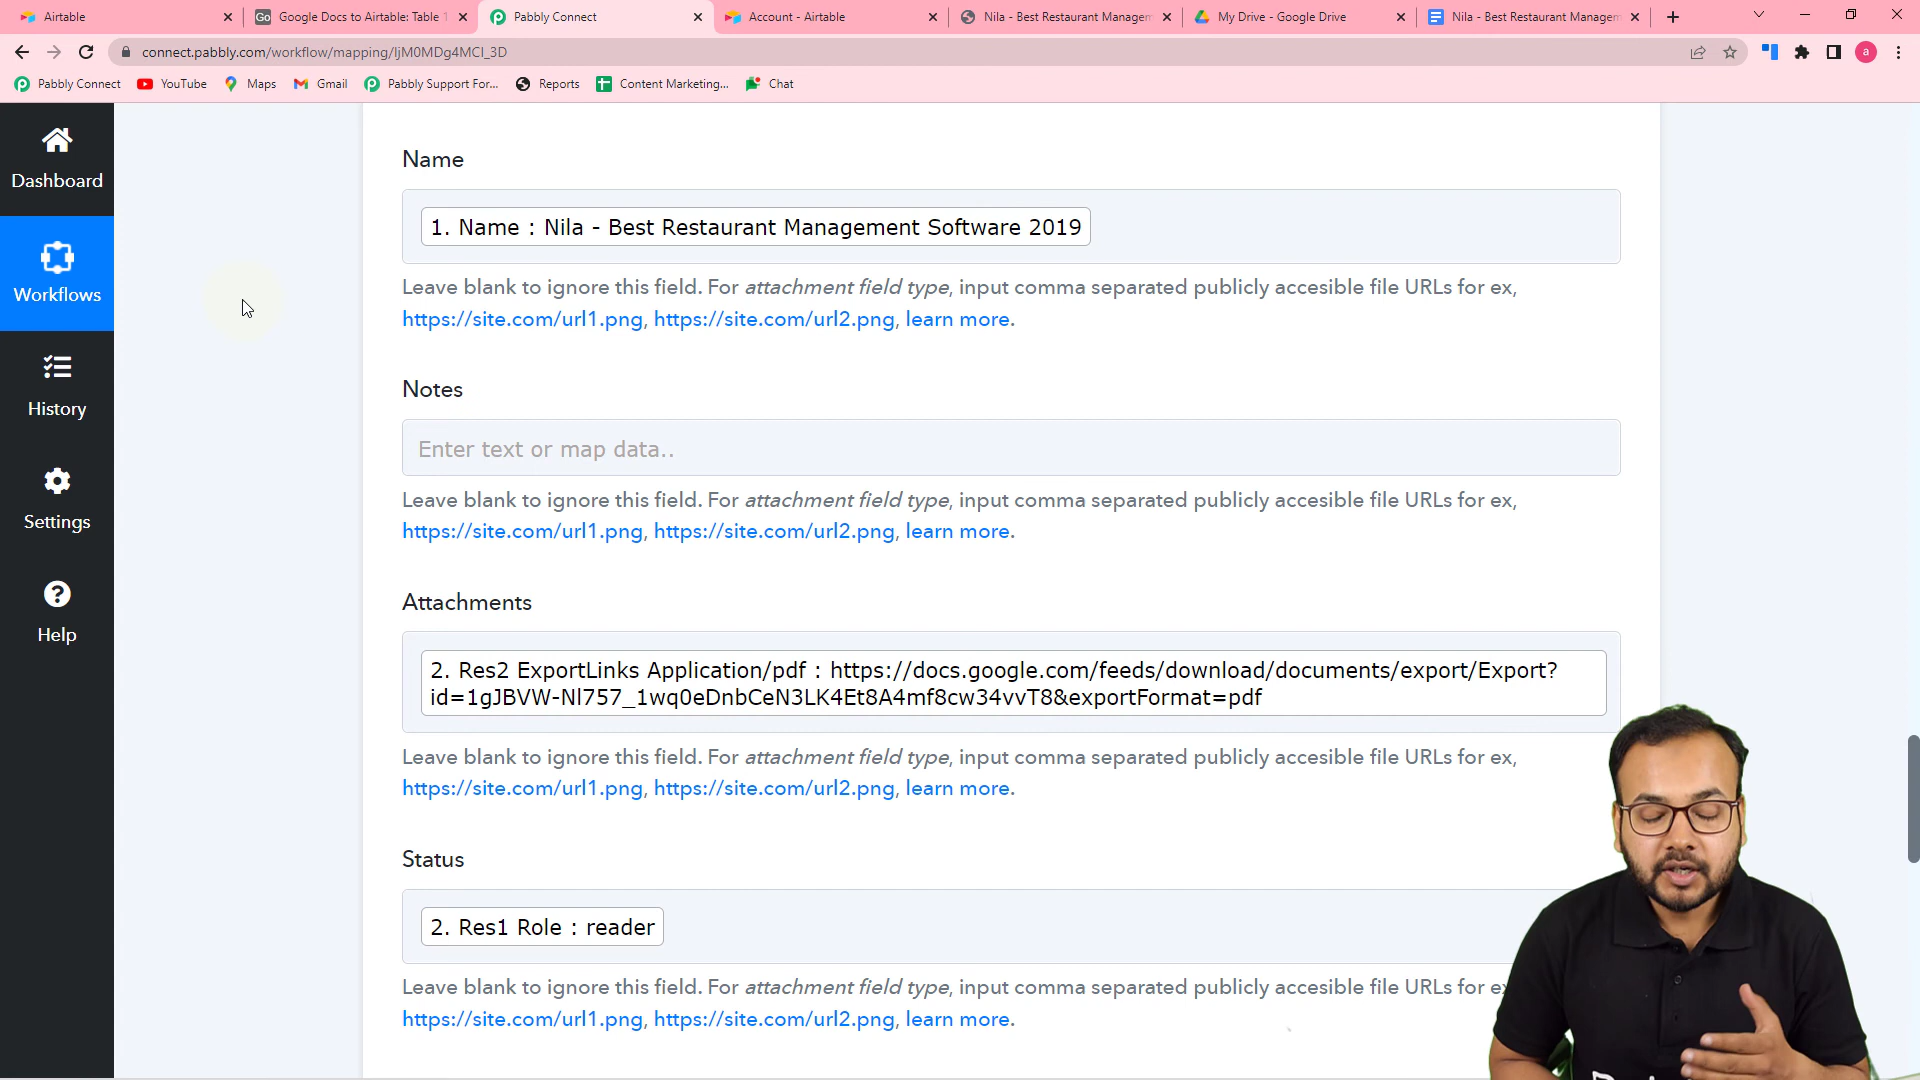 Airtable
Google Docs to Airtable: Table 1
Pabbly Connect
Account - Airtable
Nila - Best Restaurant Managem
My Drive - Google Drive
Nila - Best Restaurant Managem
connect.pabbly.com/workflow/mapping/IjM0MDg4MCI_3D
Pabbly Connect
YouTube
Maps
Gmail
Pabbly Support For...
Reports
Content Marketing...
Chat
Dashboard
Workflows
History
Settings
Help
Name
1. Name : Nila - Best Restaurant Management Software 2019
Leave blank to ignore this field. For attachment field type, input comma separated publicly accesible file URLs for ex,
https://site.com/url1.png, https://site.com/url2.png, learn more.
Notes
Enter text or map data..
Leave blank to ignore this field. For attachment field type, input comma separated publicly accesible file URLs for ex,
https://site.com/url1.png, https://site.com/url2.png, learn more.
Attachments
2. Res2 ExportLinks Application/pdf : https://docs.google.com/feeds/download/documents/export/Export?
id=1gJBVW-Nl757_1wq0eDnbCeN3LK4Et8A4mf8cw34vvT8&exportFormat=pdf
Leave blank to ignore this field. For attachment field type, input comma separated publicly accesible file URLs for ex,
https://site.com/url1.png, https://site.com/url2.png, learn more.
Status
2. Res1 Role : reader
Leave blank to ignore this field. For attachment field type, input comma separated publicly accesible file URLs for ex
https://site.com/url1.png, https://site.com/url2.png, learn more.